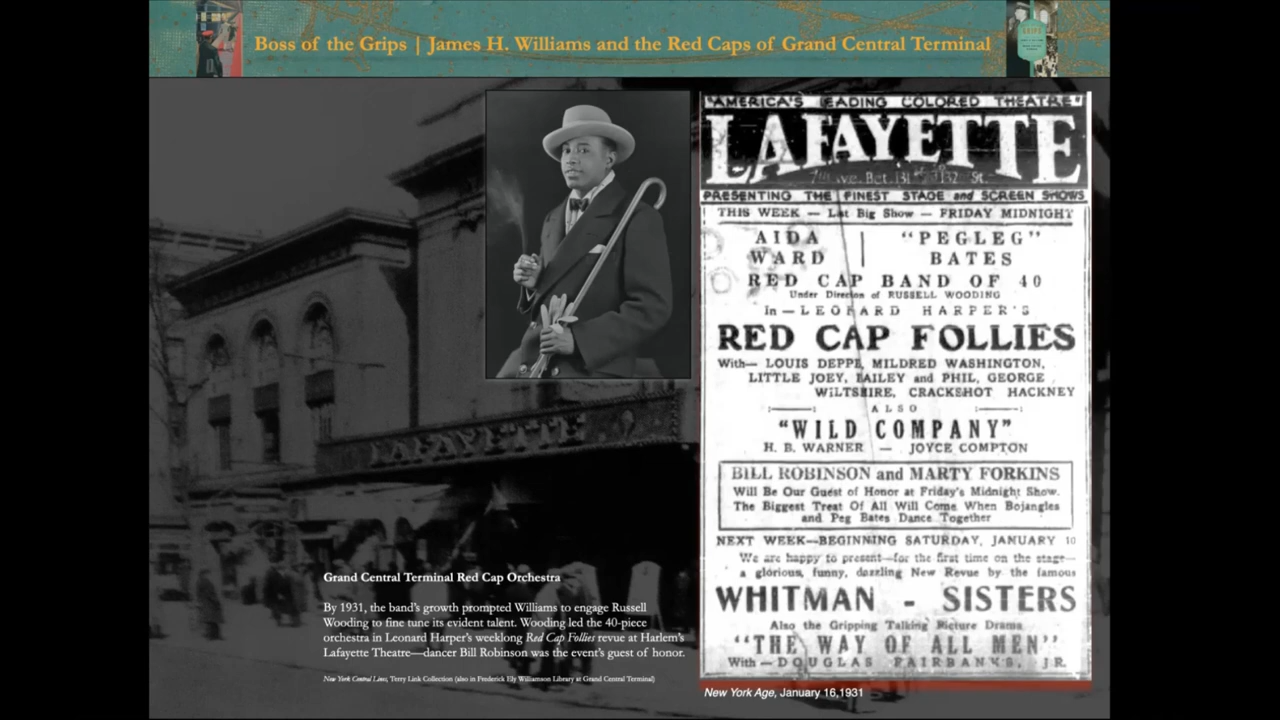 Boss of the Grips | James H. Williams and the Red Caps of Grand Central Terminal
LAFAYETTE
Grand Central Terminal Red Cap Orchestra
By 1931, the band's growth prompted Williams to engage Russell
Wooding to fine tune its evident talent. Wooding led the 40-piece
orchestra in Leonard Harper's weeklong Red Cap Follies revue at Harlem's
Lafayette Theatre—dancer Bill Robinson was the event's guest of honor.
New York Central Lines, Terry Link Collection (also in Frederick Ely Williamson Library at Grand Central Terminal)
"AMERICA'S LEADING COLORED THEATRE"
LAFAYETTE
7th Ave. Bet. 131st & 132 St.
PRESENTING THE FINEST STAGE and SCREEN SHOWS
THIS WEEK — Last Big Show — FRIDAY MIDNIGHT
AIDA WARD | "PEGLEG" BATES
RED CAP BAND OF 40
Under Direction of RUSSELL WOODING
In — LEONARD HARPER'S
RED CAP FOLLIES
With— LOUIS DEPPE, MILDRED WASHINGTON,
LITTLE JOEY, BAILEY and PHIL, GEORGE
WILTSHIRE, CRACKSHOT HACKNEY
ALSO
"WILD COMPANY"
H. B. WARNER — JOYCE COMPTON
BILL ROBINSON and MARTY FORKINS
Will Be Our Guest of Honor at Friday's Midnight Show.
The Biggest Treat Of All Will Come When Bojangles
and Peg Bates Dance Together
NEXT WEEK—BEGINNING SATURDAY, JANUARY 10
We are happy to present—for the first time on the stage—
a glorious, funny, dazzling New Revue by the famous
WHITMAN - SISTERS
Also the Gripping Talking Picture Drama
"THE WAY OF ALL MEN"
With — DOUGLAS FAIRBANKS, JR.
New York Age, January 16,1931